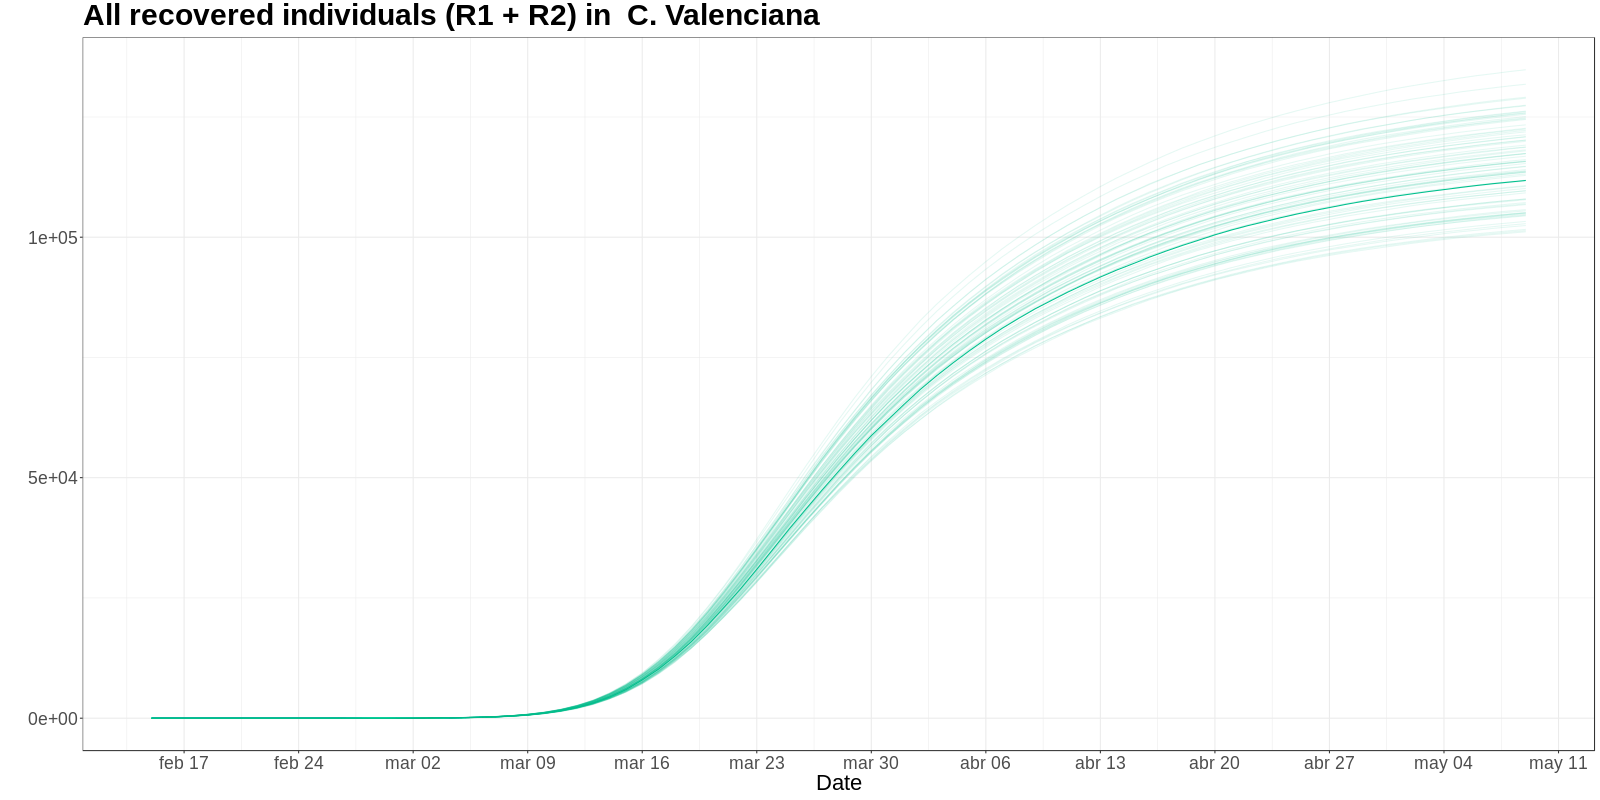 All recovered individuals (R1 + R2) in  C. Valenciana
1e+05
5e+04
0e+00
feb 17 feb 24 mar 02 mar 09 mar 16 mar 23 mar 30 abr 06 abr 13 abr 20 abr 27 may 04 may 11
Date